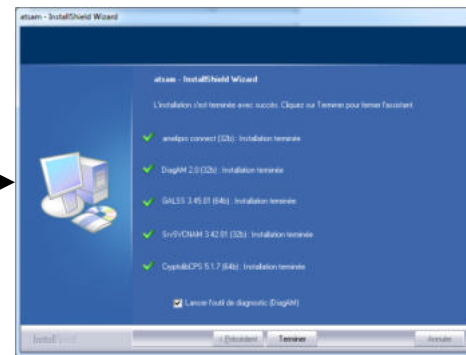 atsam - InstallShield Wizard
atsam - InstallShield Wizard
L'installation s'est terminée avec succès. Cliquez sur Terminer pour fermer l'assistant.
amelipro connect (32b) : Installation terminée
DiagAM 2.0 (32b) : Installation terminée
GALSS 3.45.01 (64b) : Installation terminée
SrvSVCNAM 3.42.01 (32b) : Installation terminée
CryptolibCPS 5.1.7 (64b) : Installation terminée
Lancer l'outil de diagnostic (DiagAM)
InstallShield
< Précédent Terminer Annuler